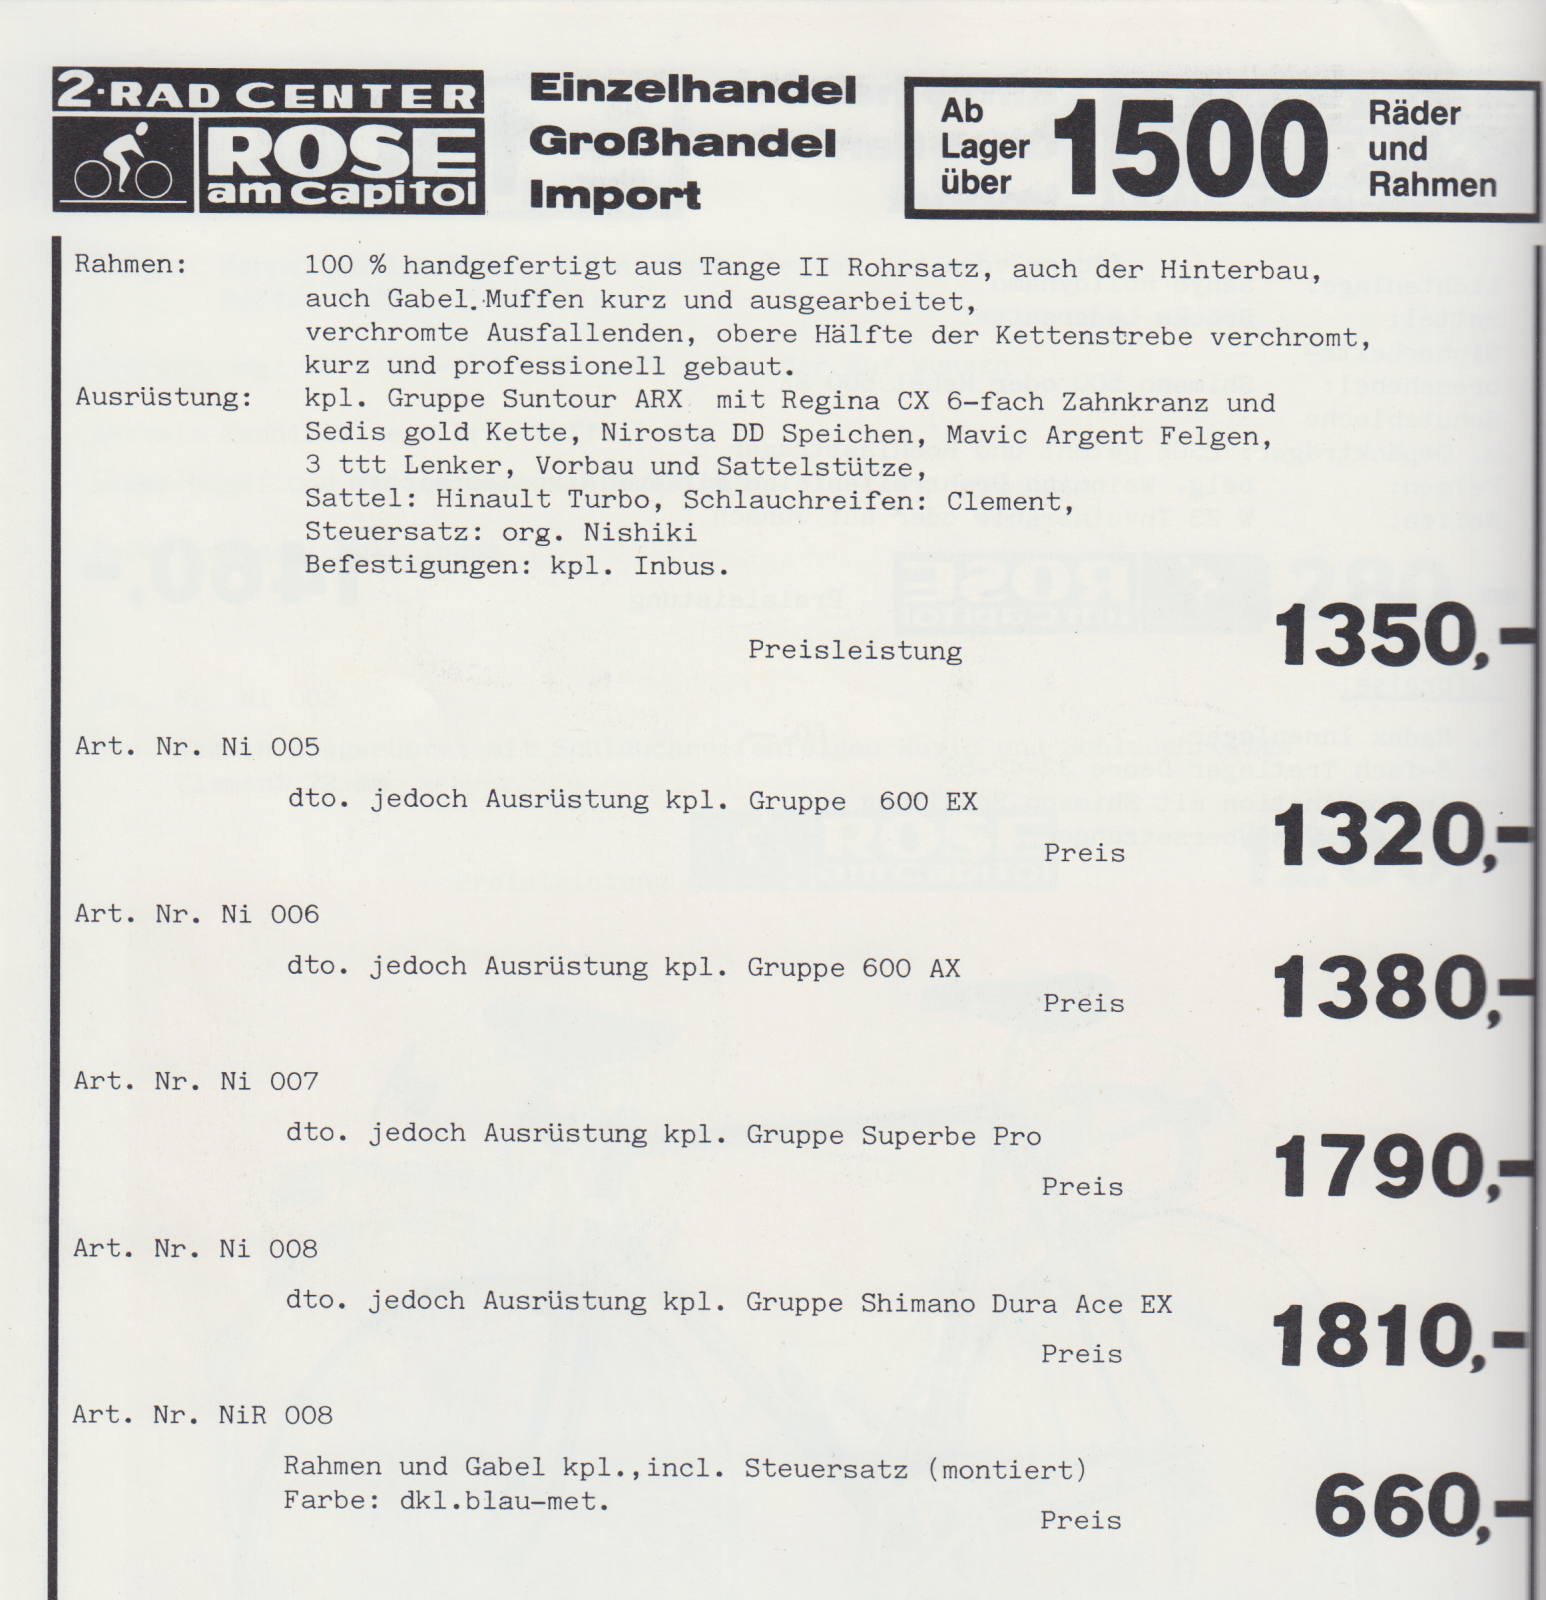 2-RAD CENTER
ROSE
am Capitol
Einzelhandel
Großhandel
Import
Ab
Lager
über
1500
Räder
und
Rahmen
Rahmen: 100 % handgefertigt aus Tange II Rohrsatz, auch der Hinterbau,
auch Gabel.Muffen kurz und ausgearbeitet,
verchromte Ausfallenden, obere Hälfte der Kettenstrebe verchromt,
kurz und professionell gebaut.
Ausrüstung: kpl. Gruppe Suntour ARX mit Regina CX 6-fach Zahnkranz und
Sedis gold Kette, Nirosta DD Speichen, Mavic Argent Felgen,
3 ttt Lenker, Vorbau und Sattelstütze,
Sattel: Hinault Turbo, Schlauchreifen: Clement,
Steuersatz: org. Nishiki
Befestigungen: kpl. Inbus.
Preisleistung 1350,-
Art. Nr. Ni 005
dto. jedoch Ausrüstung kpl. Gruppe 600 EX
Preis 1320,-
Art. Nr. Ni 006
dto. jedoch Ausrüstung kpl. Gruppe 600 AX
Preis 1380,-
Art. Nr. Ni 007
dto. jedoch Ausrüstung kpl. Gruppe Superbe Pro
Preis 1790,-
Art. Nr. Ni 008
dto. jedoch Ausrüstung kpl. Gruppe Shimano Dura Ace EX
Preis 1810,-
Art. Nr. NiR 008
Rahmen und Gabel kpl.,incl. Steuersatz (montiert)
Farbe: dkl.blau-met.
Preis 660,-